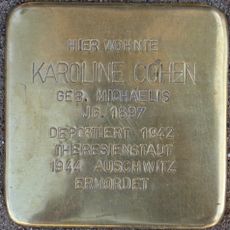 HIER WOHNTE
KAROLINE COHEN
GEB. MICHAELIS
JG. 1897
DEPORTIERT 1942
THERESIENSTADT
1944 AUSCHWITZ
ERMORDET